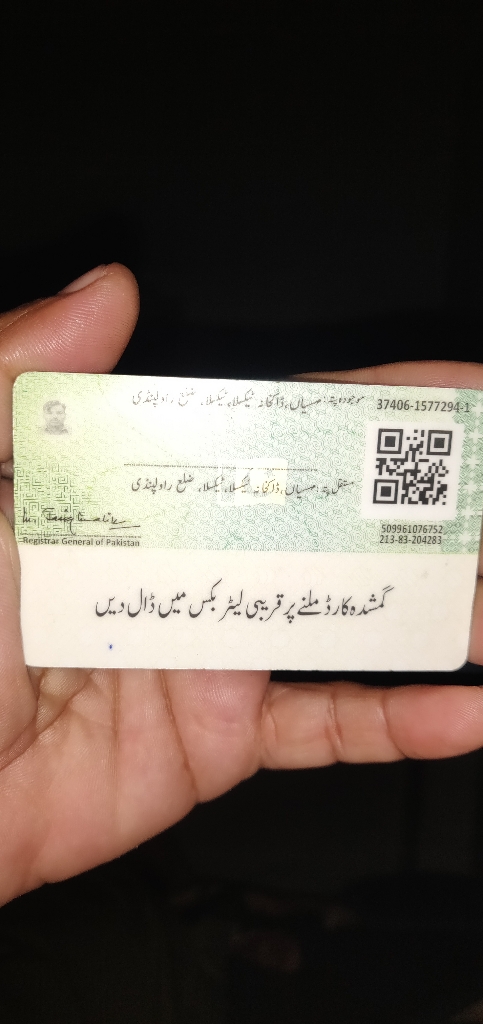 موجودہ پتہ: مسیاں، ڈاکخانہ ٹیکسلا، ٹیکسلا، ضلع راولپنڈی
37406-1577294-1
مستقل پتہ: مسیاں، ڈاکخانہ ٹیکسلا، ٹیکسلا، ضلع راولپنڈی
509961076752
213-83-204283
Registrar General of Pakistan
گمشدہ کارڈ ملنے پر قریبی لیٹر بکس میں ڈال دیں